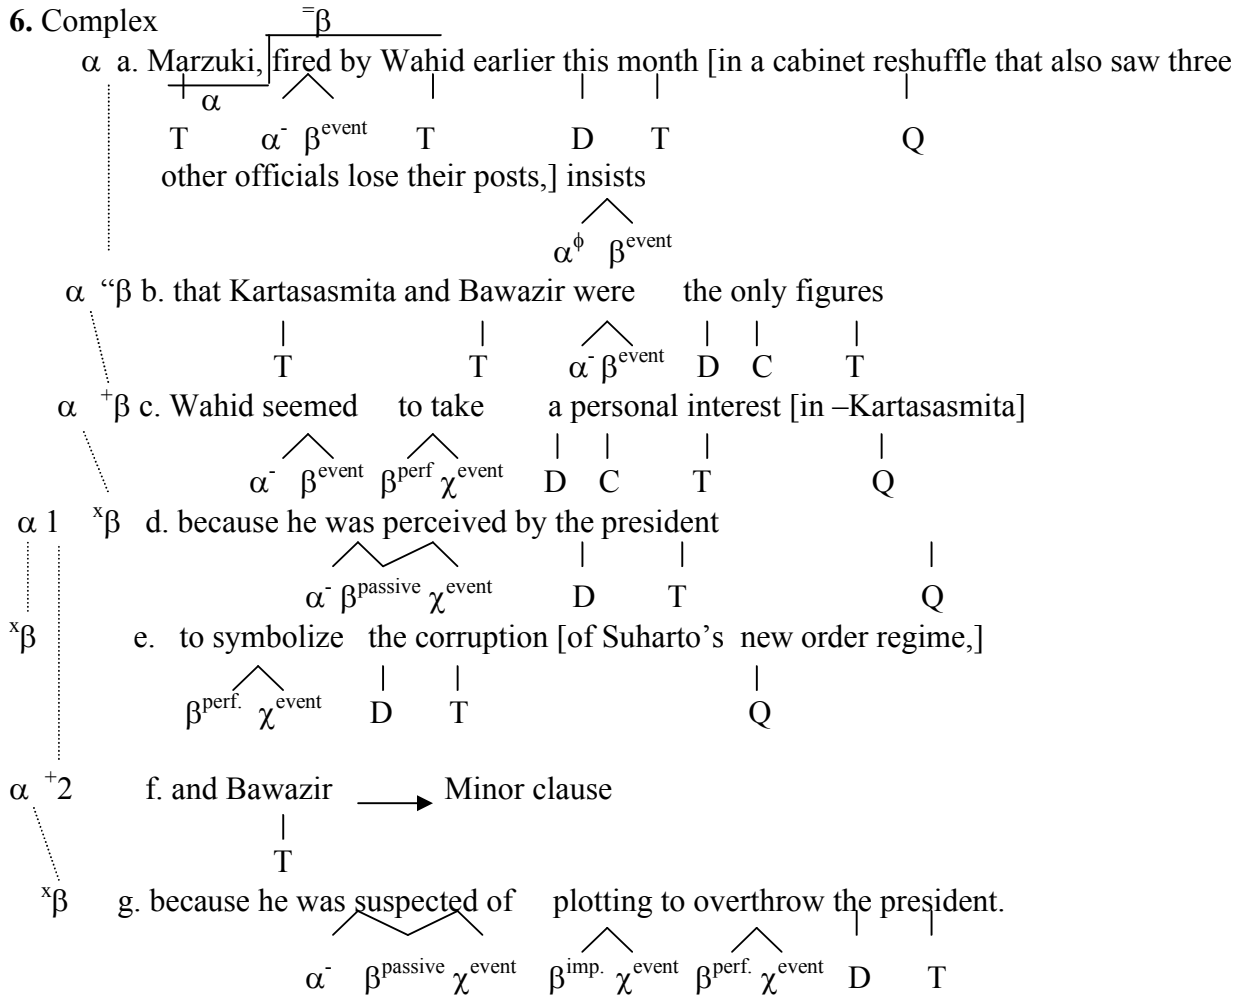 6. Complex =β
α a. Marzuki, fired by Wahid earlier this month [in a cabinet reshuffle that also saw three
α
T α- βevent T D T Q
other officials lose their posts,] insists
αϕ βevent
α “β b. that Kartasasmita and Bawazir were the only figures
T T α- βevent D C T
α +β c. Wahid seemed to take a personal interest [in –Kartasasmita]
α- βevent βperf χevent D C T Q
α 1 xβ d. because he was perceived by the president
α- βpassive χevent D T Q
xβ e. to symbolize the corruption [of Suharto’s new order regime,]
βperf. χevent D T Q
α +2 f. and Bawazir Minor clause
T
xβ g. because he was suspected of plotting to overthrow the president.
α- βpassive χevent βimp. χevent βperf. χevent D T